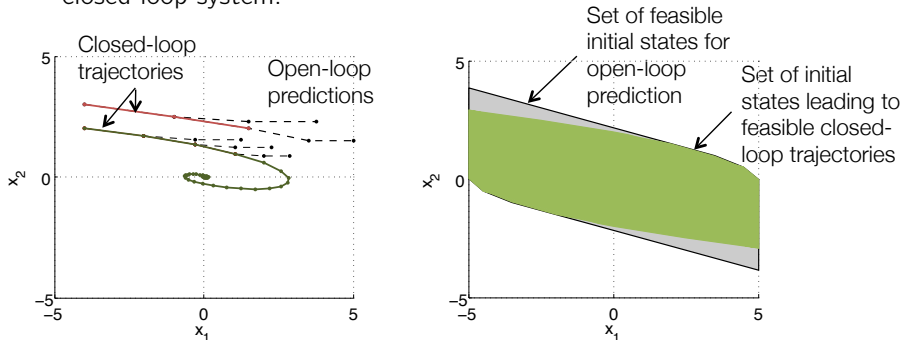 closed-loop system.
Closed-loop
trajectories
Open-loop
predictions
5
0
−5
x2
−5
0
5
x1
Set of feasible
initial states for
open-loop
prediction
Set of initial
states leading to
feasible closed-
loop trajectories
5
0
−5
x2
−5
0
5
x1